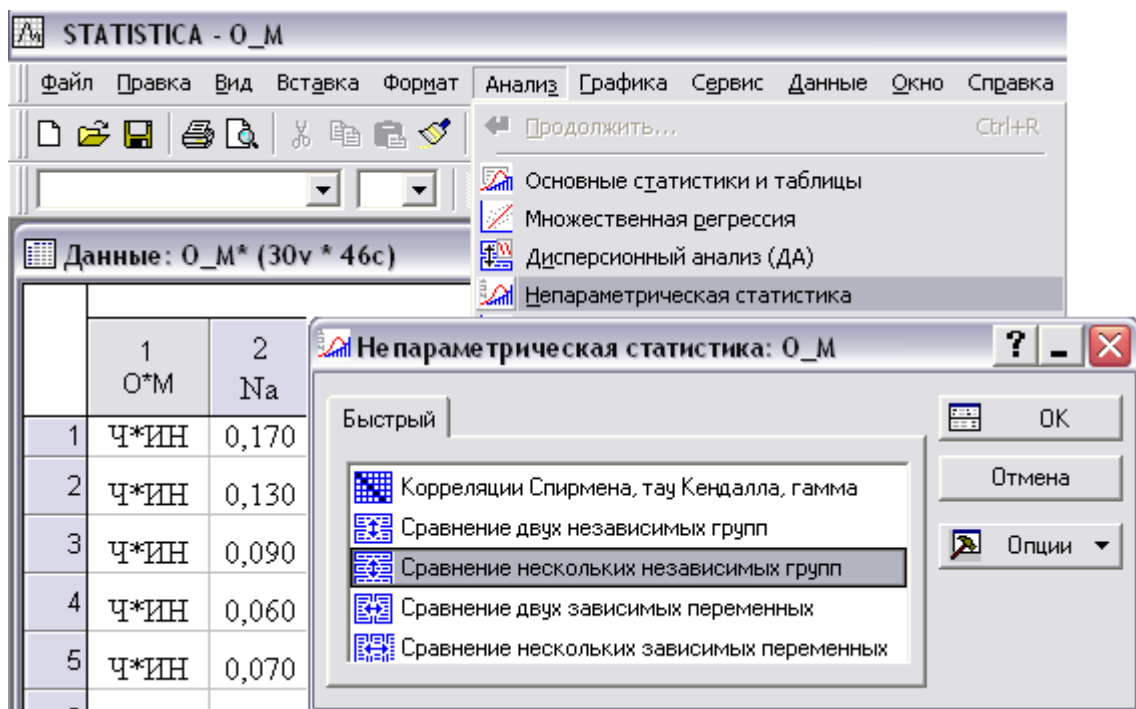 STATISTICA - O_M
Файл Правка Вид Вставка Формат Анализ Графика Сервис Данные Окно Справка
Продолжить... Ctrl+R
Основные статистики и таблицы
Множественная регрессия
Дисперсионный анализ (ДА)
Непараметрическая статистика
Данные: O_M* (30v * 46c)
1 2
О*М Na
1 Ч*ИН 0,170
2 Ч*ИН 0,130
3 Ч*ИН 0,090
4 Ч*ИН 0,060
5 Ч*ИН 0,070
Непараметрическая статистика: O_M
Быстрый
Корреляции Спирмена, тау Кендалла, гамма
Сравнение двух независимых групп
Сравнение нескольких независимых групп
Сравнение двух зависимых переменных
Сравнение нескольких зависимых переменных
OK
Отмена
Опции